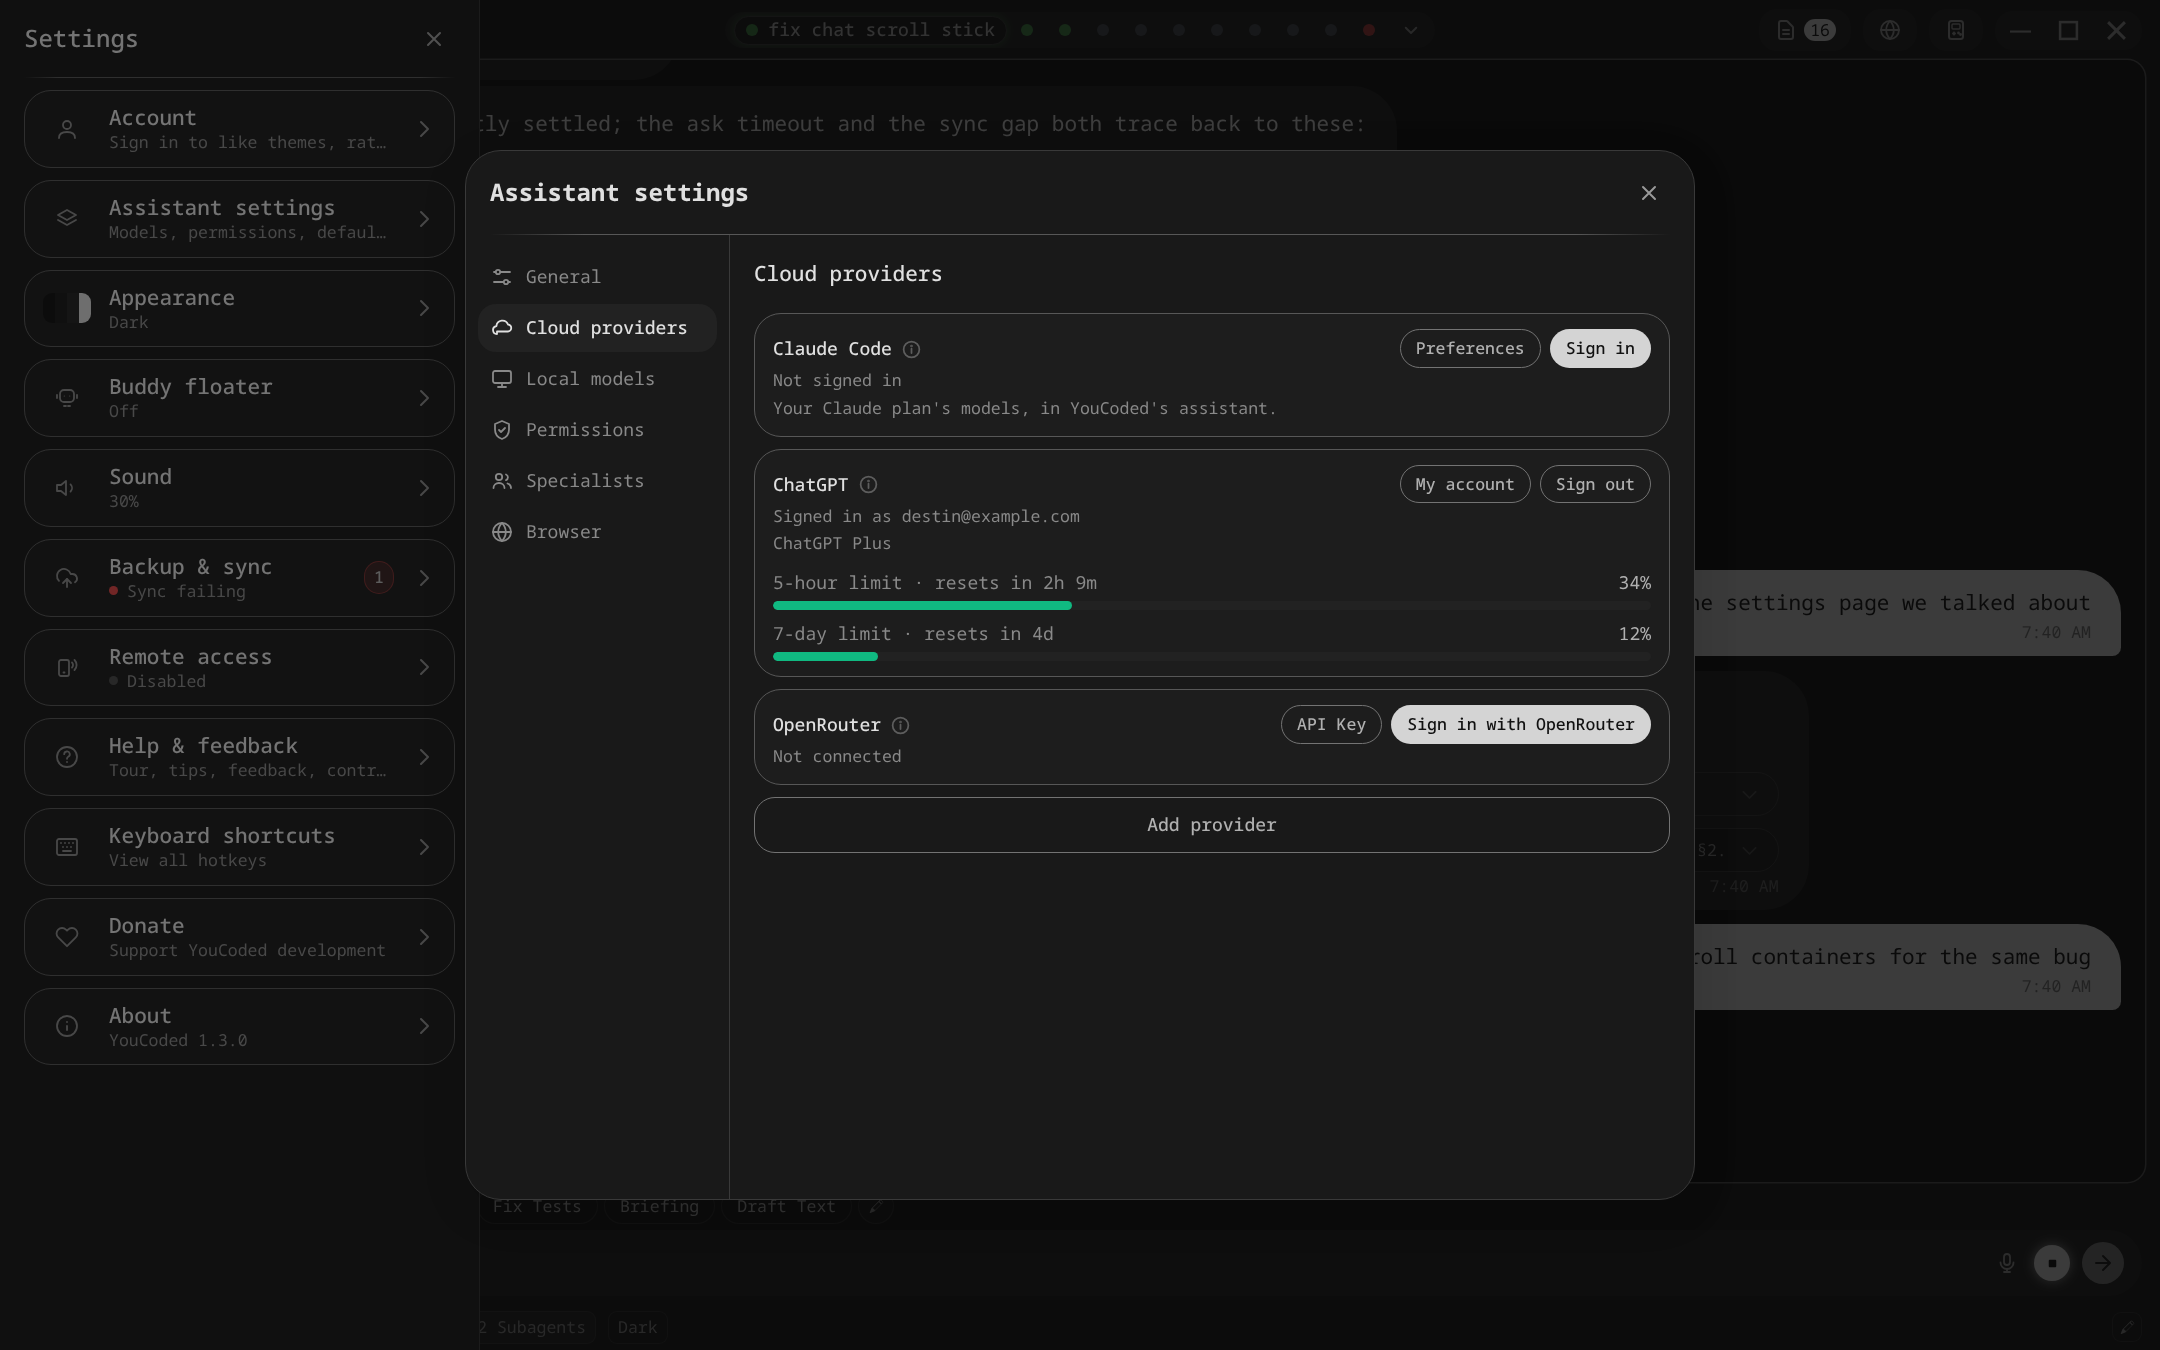 Settings
Account
Sign in to like themes, rat…
Assistant settings
Models, permissions, defaul…
Appearance
Dark
Buddy floater
Off
Sound
30%
Backup & sync
Sync failing
1
Remote access
Disabled
Help & feedback
Tour, tips, feedback, contr…
Keyboard shortcuts
View all hotkeys
Donate
Support YouCoded development
About
YouCoded 1.3.0
fix chat scroll stick
16
tly settled; the ask timeout and the sync gap both trace back to these:
Assistant settings
General
Cloud providers
Local models
Permissions
Specialists
Browser
Cloud providers
Claude Code
Preferences
Sign in
Not signed in
Your Claude plan's models, in YouCoded's assistant.
ChatGPT
My account
Sign out
Signed in as destin@example.com
ChatGPT Plus
5-hour limit · resets in 2h 9m
34%
7-day limit · resets in 4d
12%
OpenRouter
API Key
Sign in with OpenRouter
Not connected
Add provider
he settings page we talked about
7:40 AM
§2.
7:40 AM
roll containers for the same bug
7:40 AM
Fix Tests
Briefing
Draft Text
2 Subagents
Dark